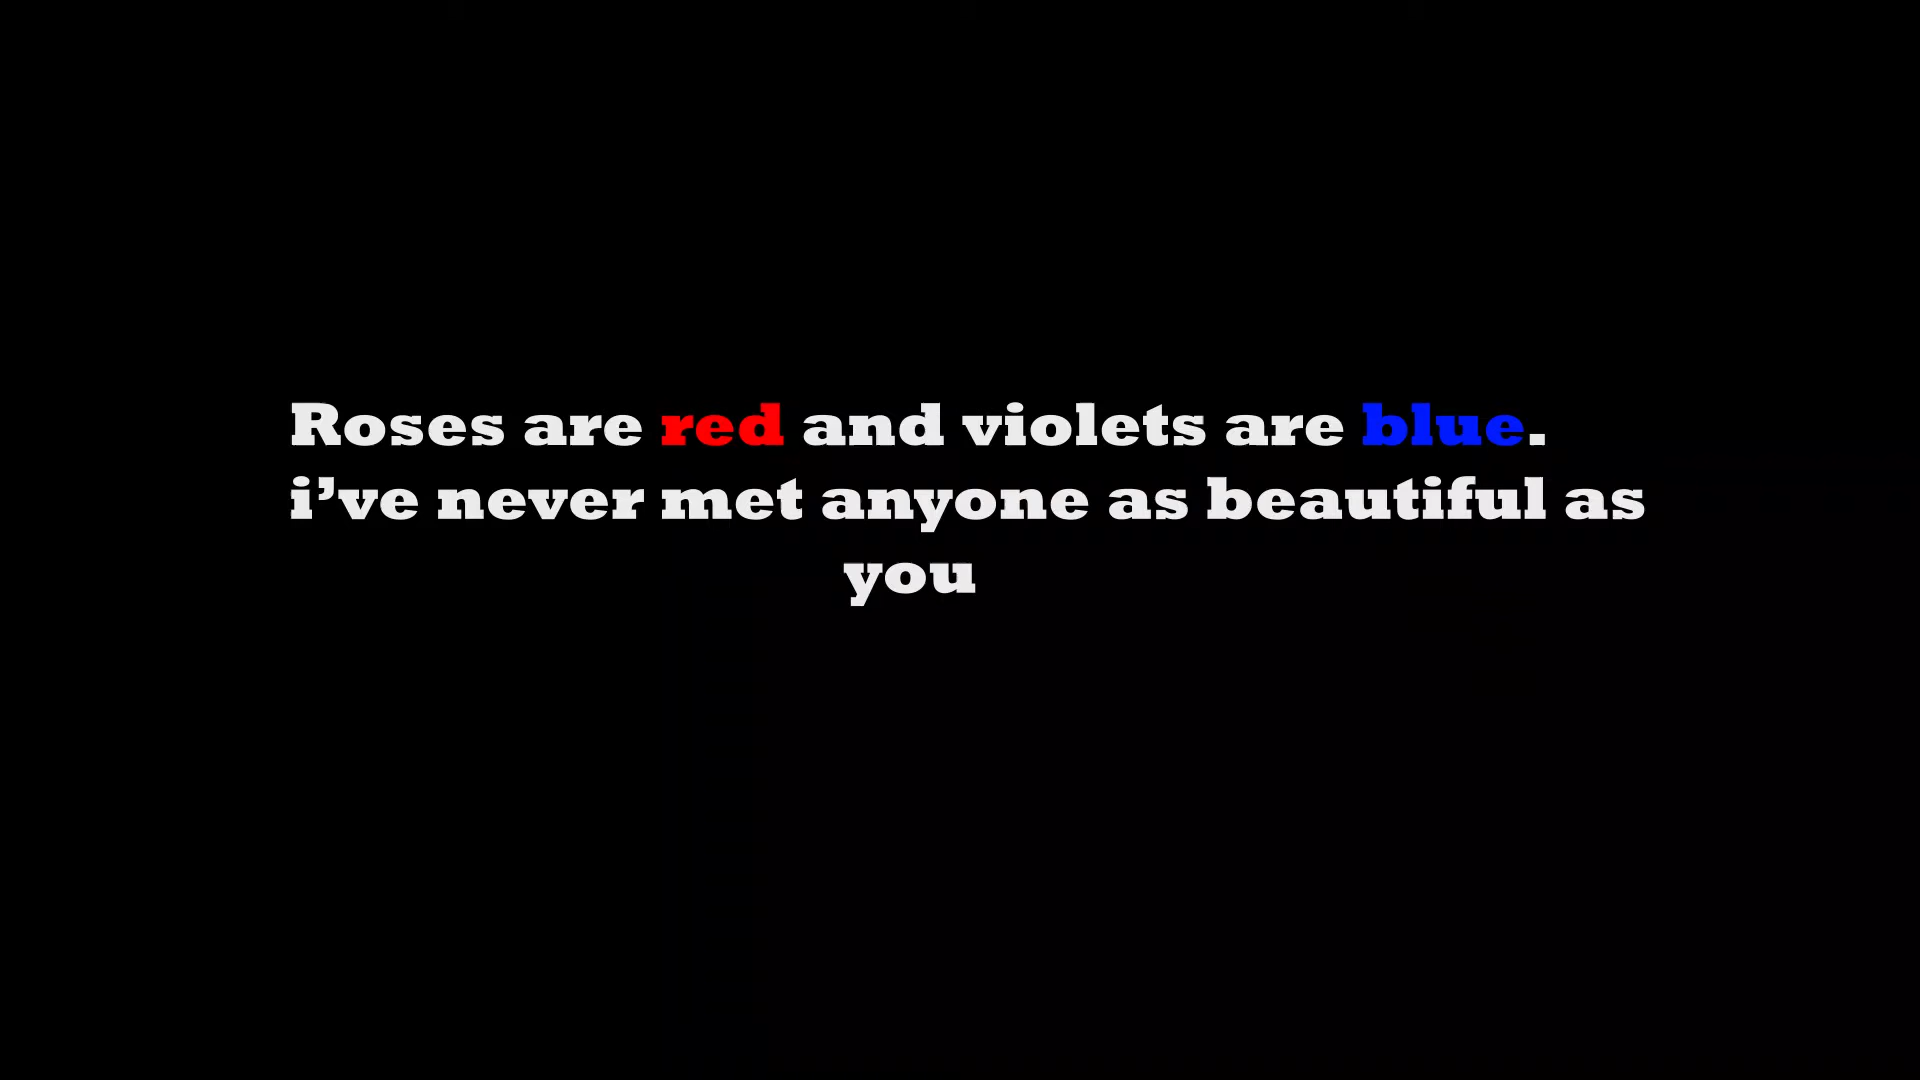 Roses are red and violets are blue.
i’ve never met anyone as beautiful as
you